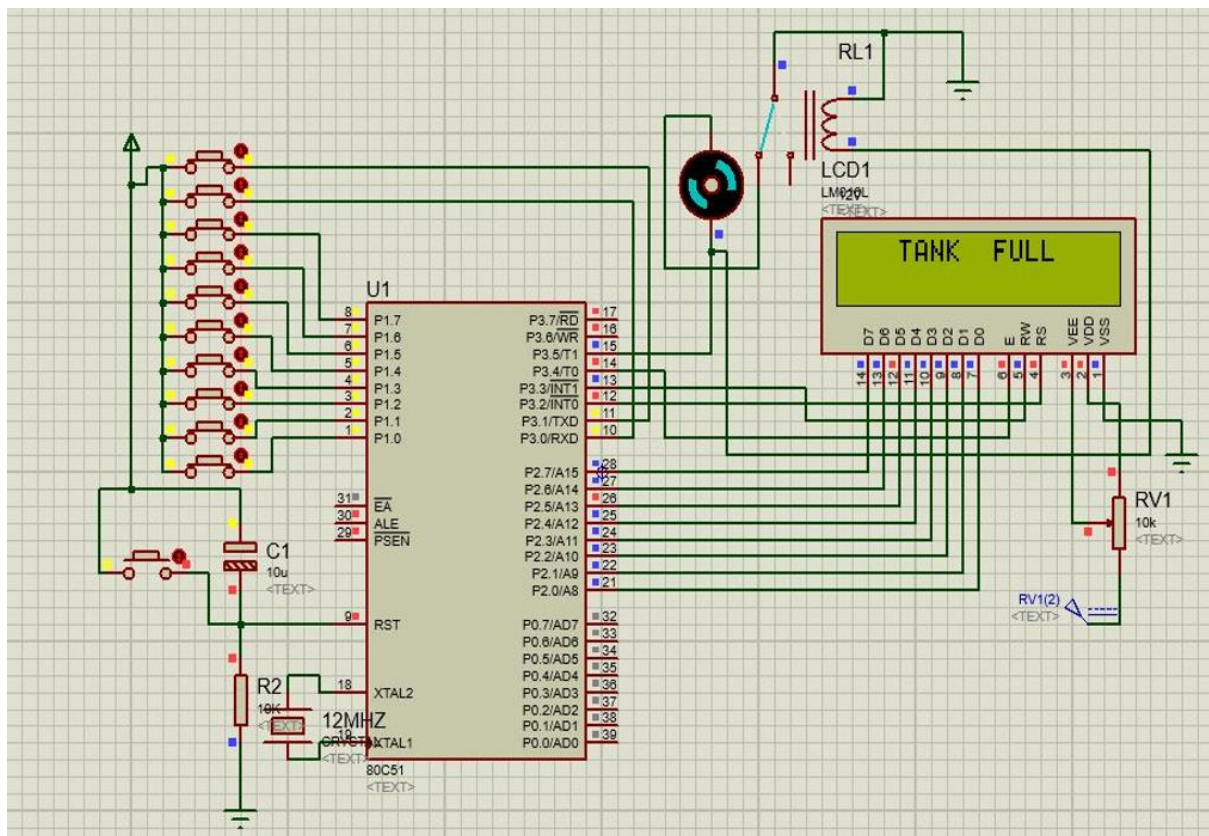 RL1
LCD1
LM016L
12V
<TEXT>
<TEXT>
TANK FULL
D7
D6
D5
D4
D3
D2
D1
D0
E
RW
RS
VEE
VDD
VSS
14
13
12
11
10
9
8
7
6
5
4
3
2
1
U1
8
P1.7
7
P1.6
6
P1.5
5
P1.4
4
P1.3
3
P1.2
2
P1.1
1
P1.0
31
EA
30
ALE
29
PSEN
9
RST
18
XTAL2
19
XTAL1
P3.7/RD
17
P3.6/WR
16
P3.5/T1
15
P3.4/T0
14
P3.3/INT1
13
P3.2/INT0
12
P3.1/TXD
11
P3.0/RXD
10
P2.7/A15
28
P2.6/A14
27
P2.5/A13
26
P2.4/A12
25
P2.3/A11
24
P2.2/A10
23
P2.1/A9
22
P2.0/A8
21
P0.7/AD7
32
P0.6/AD6
33
P0.5/AD5
34
P0.4/AD4
35
P0.3/AD3
36
P0.2/AD2
37
P0.1/AD1
38
P0.0/AD0
39
80C51
<TEXT>
C1
10u
<TEXT>
R2
10K
<TEXT>
12MHZ
CRYSTAL
<TEXT>
RV1
10k
<TEXT>
RV1(2)
<TEXT>